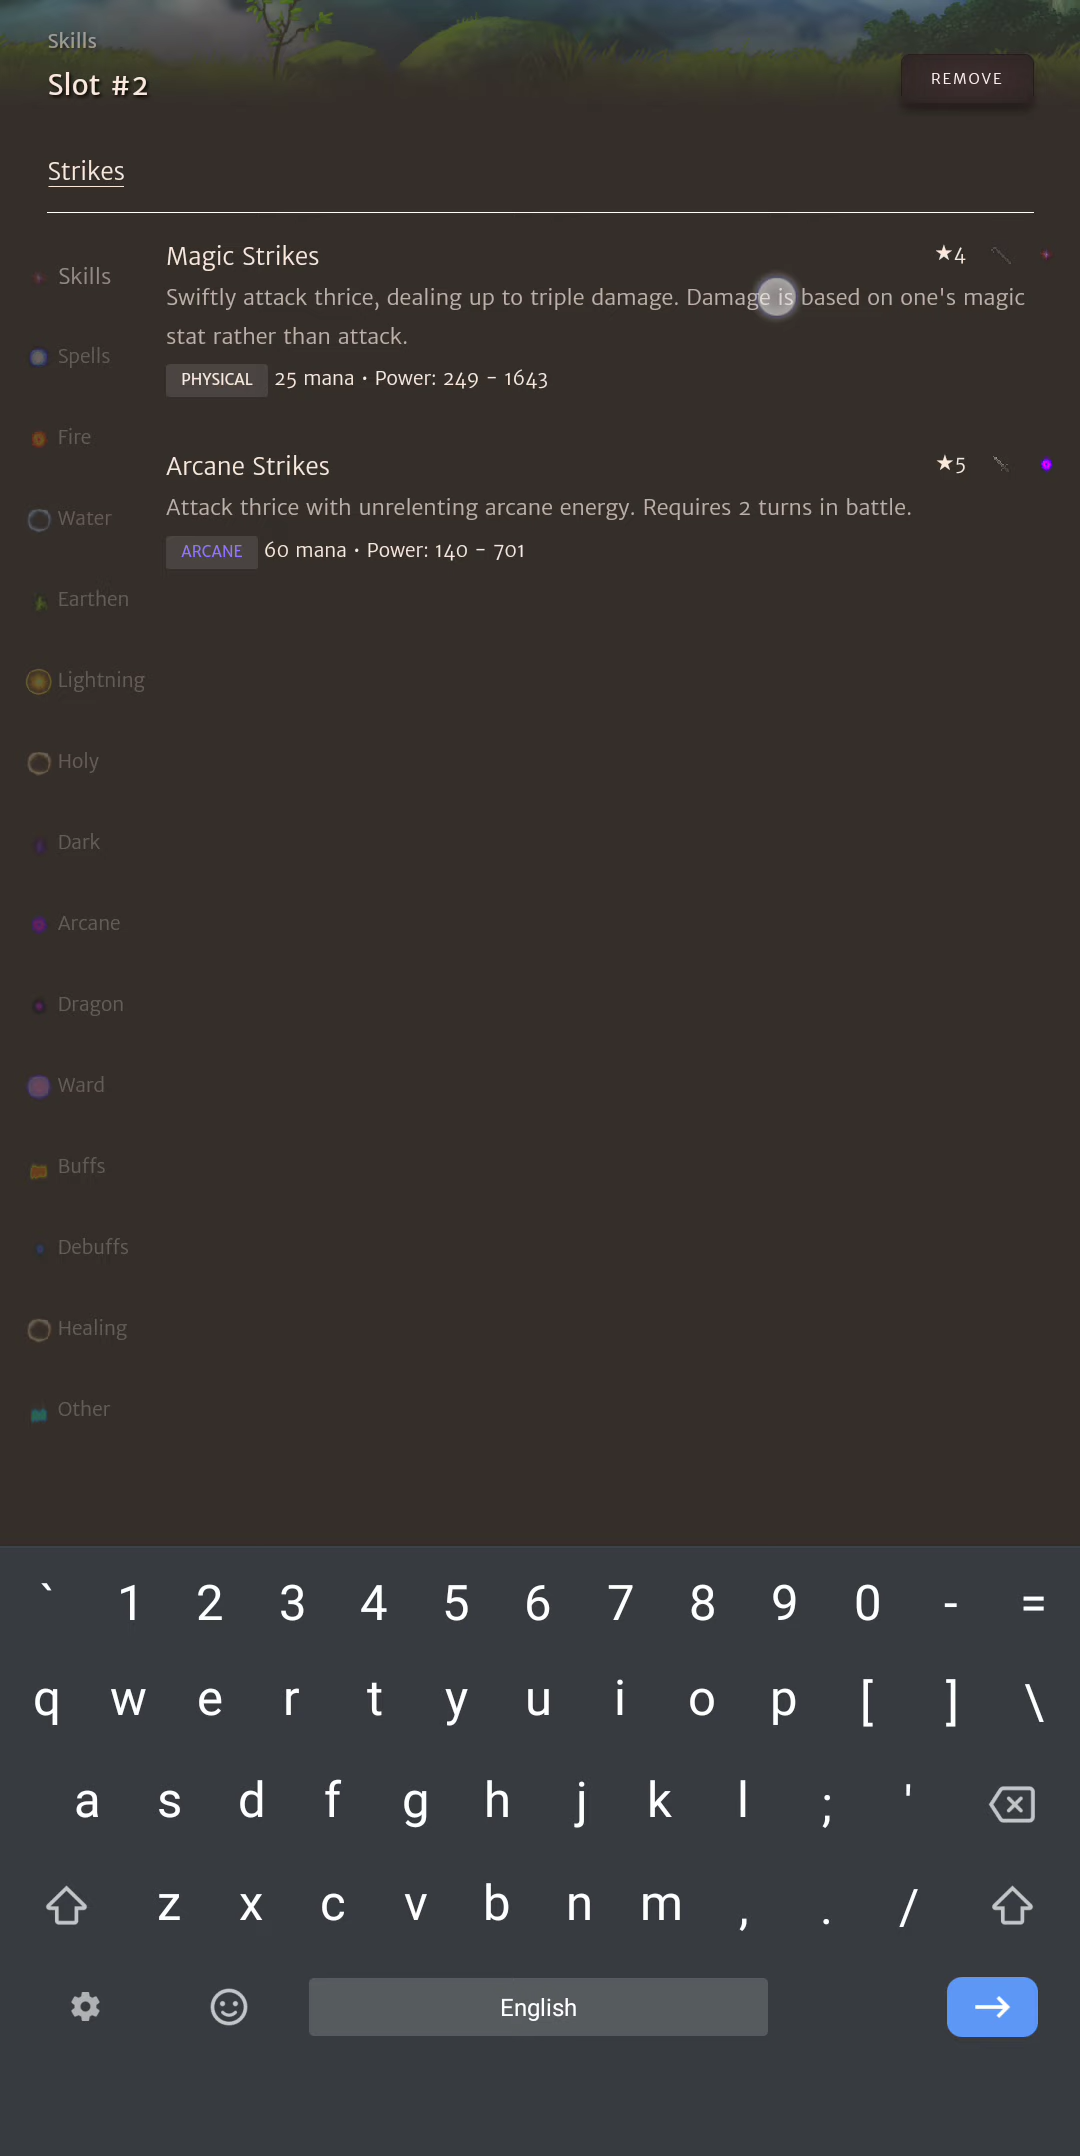 Skills
Slot #2
REMOVE
Strikes
Magic Strikes ★4
Swiftly attack thrice, dealing up to triple damage. Damage is based on one's magic
stat rather than attack.
PHYSICAL 25 mana • Power: 249 - 1643
Arcane Strikes ★5
Attack thrice with unrelenting arcane energy. Requires 2 turns in battle.
ARCANE 60 mana • Power: 140 - 701
Skills
Spells
Fire
Water
Earthen
Lightning
Holy
Dark
Arcane
Dragon
Ward
Buffs
Debuffs
Healing
Other
` 1 2 3 4 5 6 7 8 9 0 - =
q w e r t y u i o p [ ] \
a s d f g h j k l ; '
z x c v b n m , . /
English